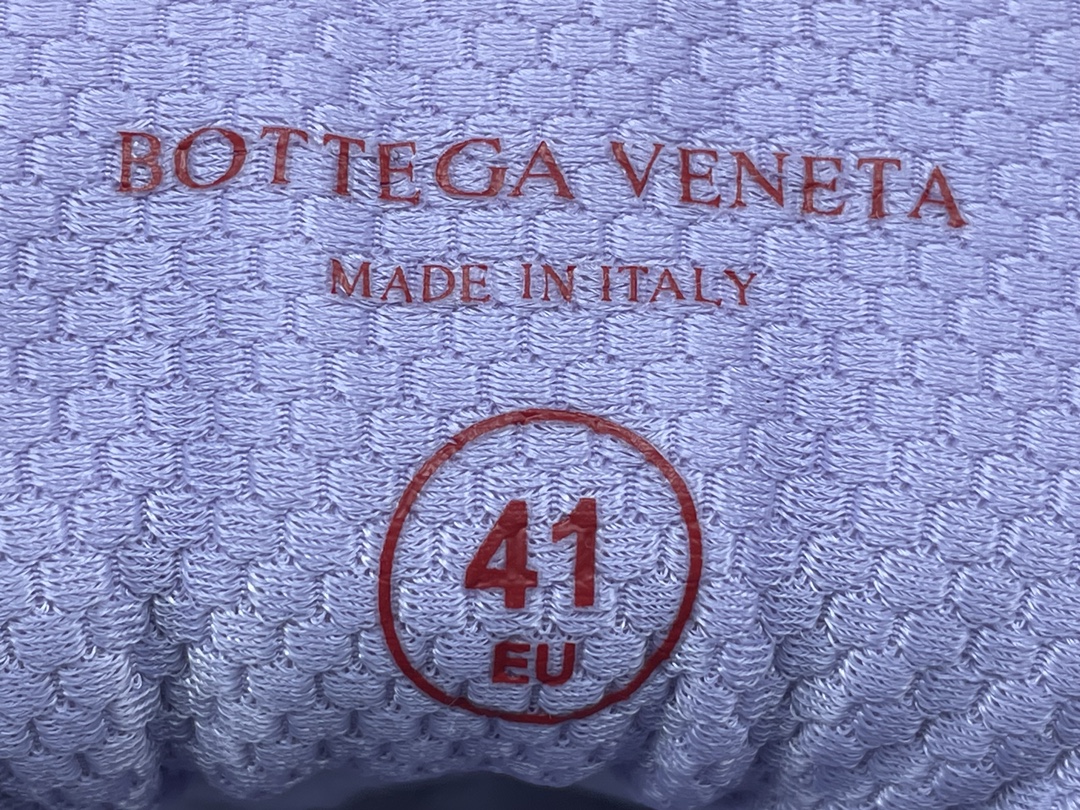 BOTTEGA VENETA
MADE IN ITALY
41
EU